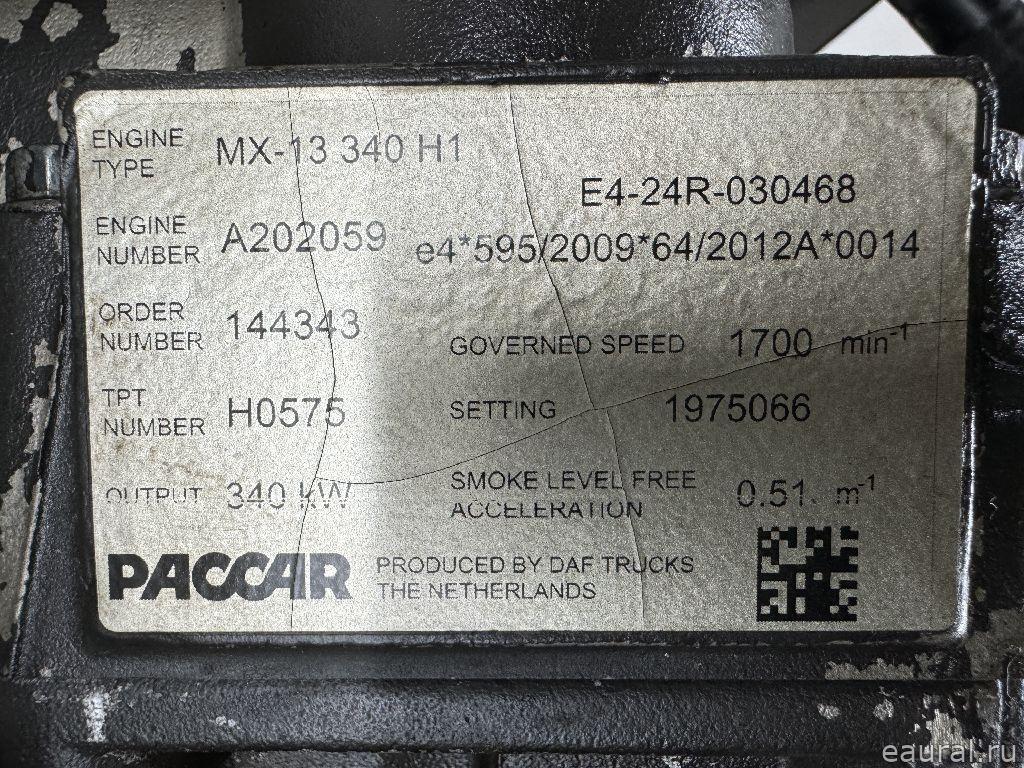 ENGINE TYPE MX-13 340 H1
E4-24R-030468
ENGINE NUMBER A202059 e4*595/2009*64/2012A*0014
ORDER NUMBER 144343
GOVERNED SPEED 1700 min-1
TPT NUMBER H0575
SETTING 1975066
OUTPUT 340 kW
SMOKE LEVEL FREE
ACCELERATION 0.51 m-1
PACCAR
PRODUCED BY DAF TRUCKS
THE NETHERLANDS
eaural.ru